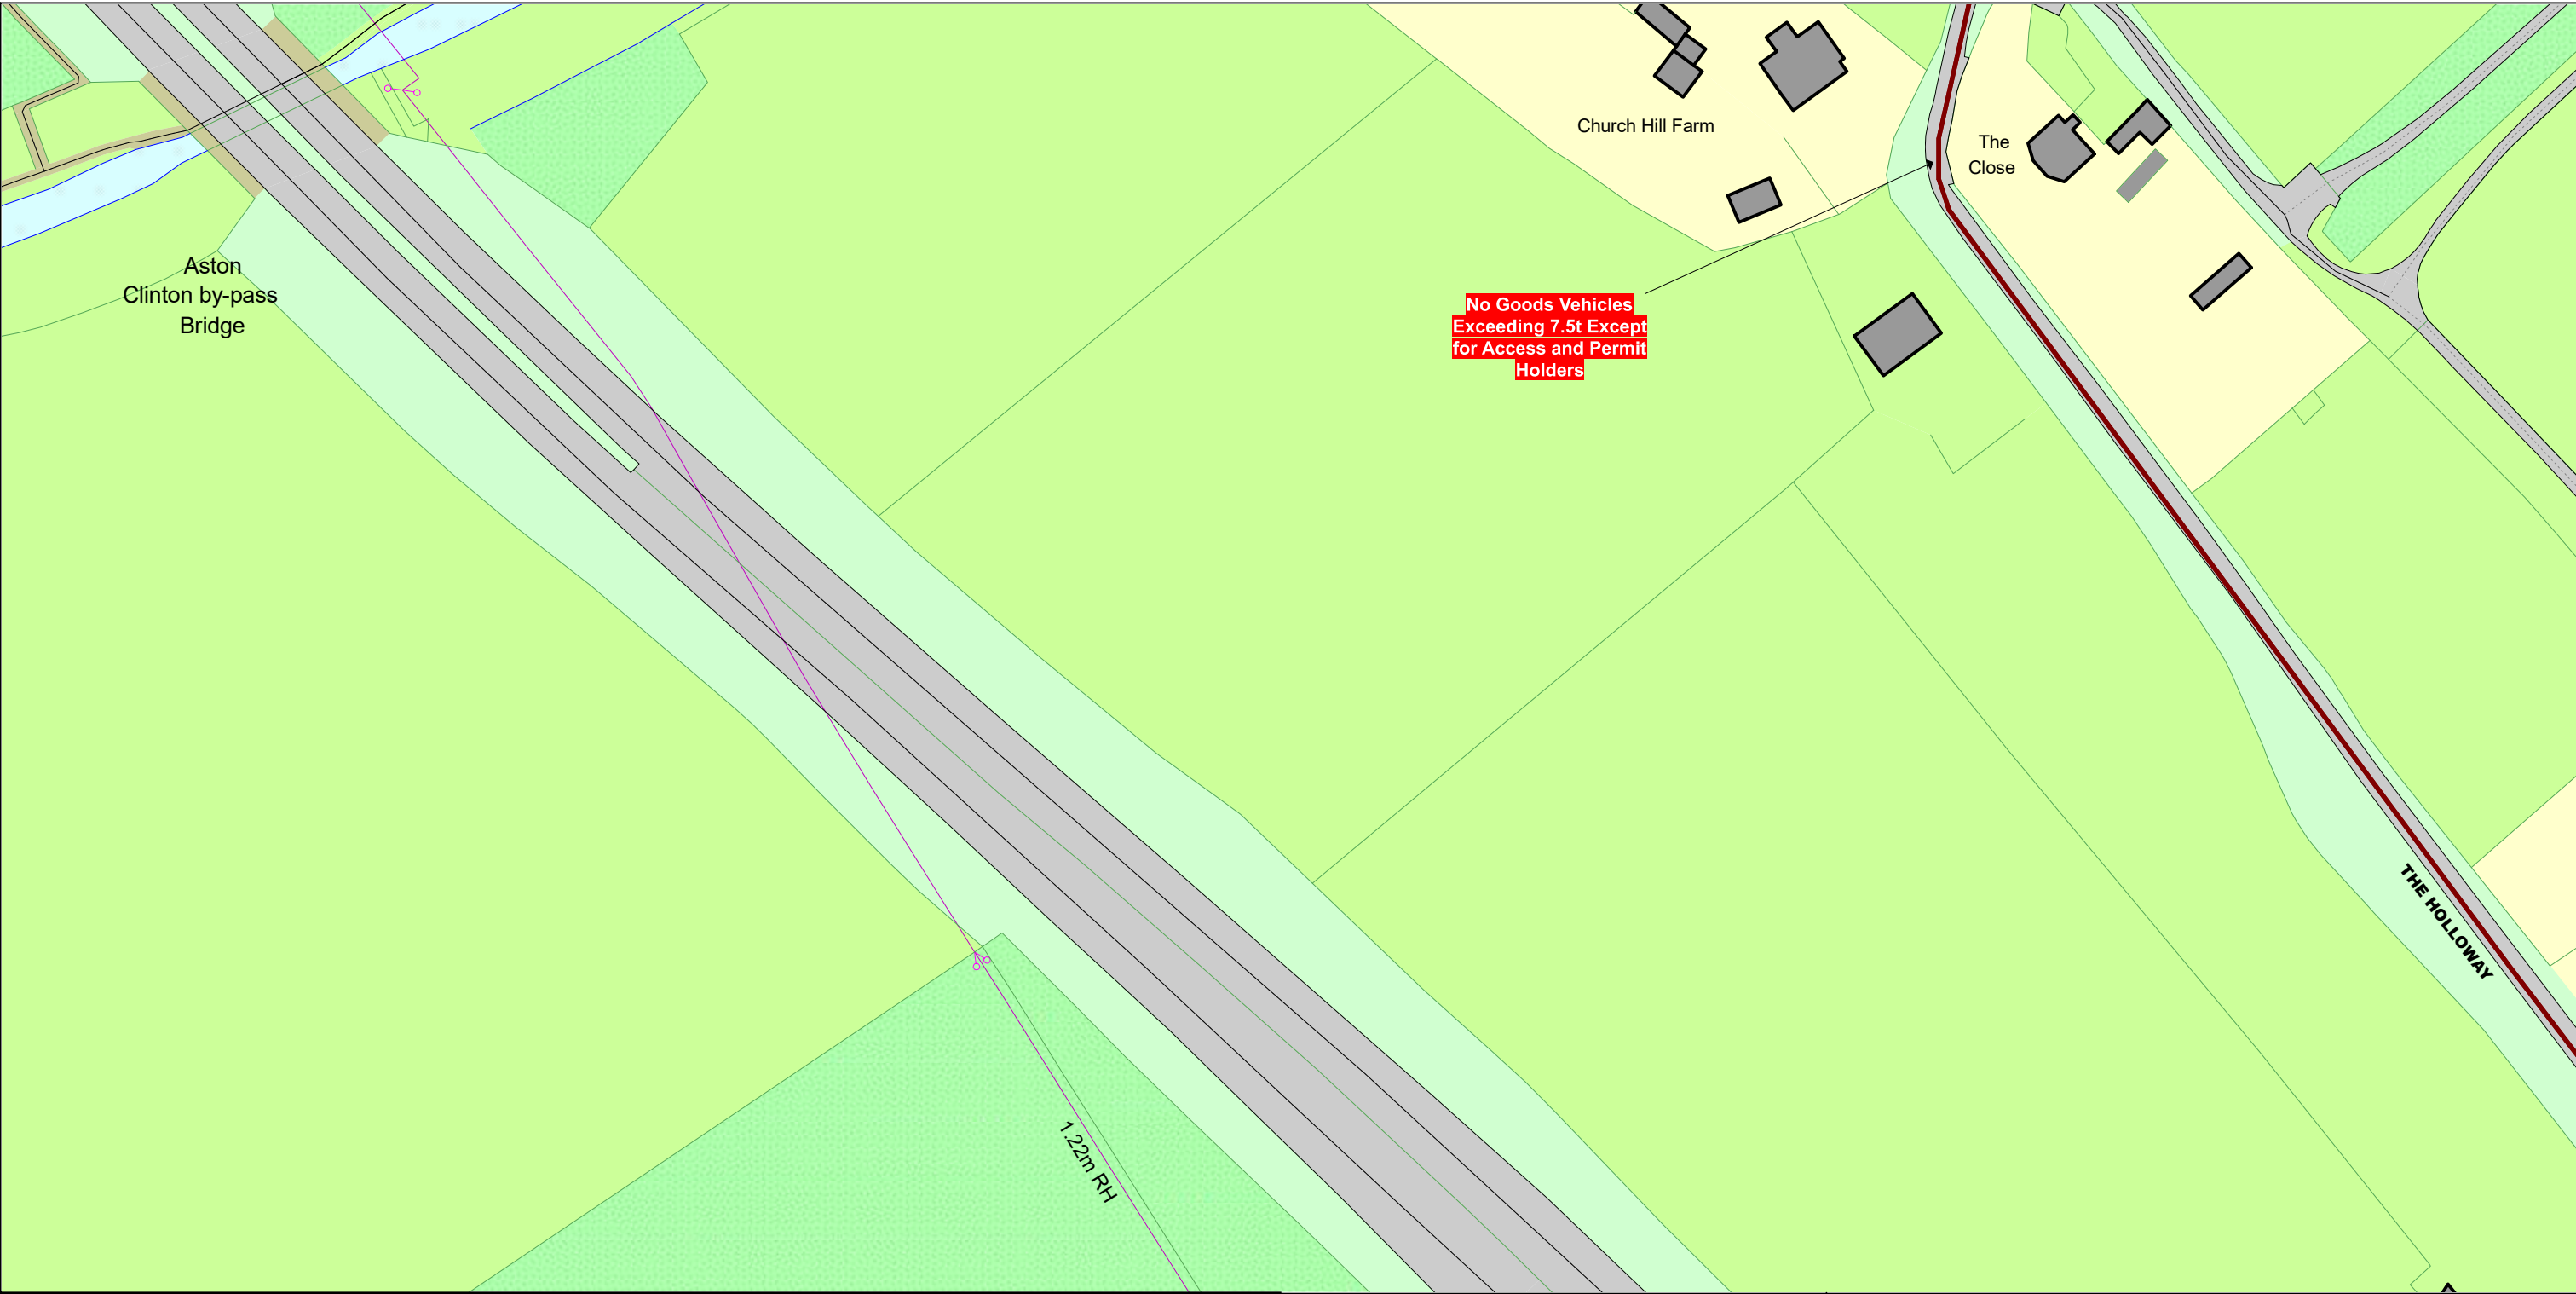 Church Hill Farm
The
Close
Aston
Clinton by-pass
Bridge
No Goods Vehicles
Exceeding 7.5t Except
for Access and Permit
Holders
THE HOLLOWAY
1.22m RH